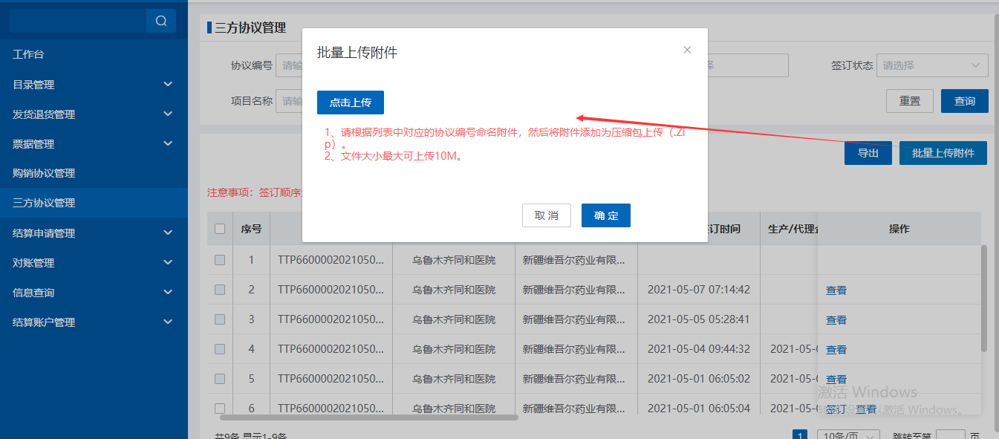 工作台
目录管理
发货退货管理
票据管理
购销协议管理
三方协议管理
结算申请管理
对账管理
信息查询
结算账户管理
三方协议管理
协议编号 请输
签订状态 请选择
项目名称 请输
重置 查询
批量上传附件
点击上传
1、请根据列表中对应的协议编号命名附件，然后将附件添加为压缩包上传（.Zi
p）。
2、文件大小最大可上传10M。
取 消 确 定
导出 批量上传附件
注意事项：签订顺序
序号 订时间 生产/代理企 操作
1 TTP6600002021050... 乌鲁木齐同和医院 新疆维吾尔药业有限...
2 TTP6600002021050... 乌鲁木齐同和医院 新疆维吾尔药业有限... 2021-05-07 07:14:42 查看
3 TTP6600002021050... 乌鲁木齐同和医院 新疆维吾尔药业有限... 2021-05-05 05:28:41 查看
4 TTP6600002021050... 乌鲁木齐同和医院 新疆维吾尔药业有限... 2021-05-04 09:44:32 2021-05-0 查看
5 TTP6600002021050... 乌鲁木齐同和医院 新疆维吾尔药业有限... 2021-05-01 06:05:02 2021-05-0 查看
6 TTP6600002021050... 乌鲁木齐同和医院 新疆维吾尔药业有限... 2021-05-01 06:05:04 2021-05-0 签订 查看
激活 Windows
以激活 Windows。
共9条 显示1-9条 1 10条/页 跳转至第 页